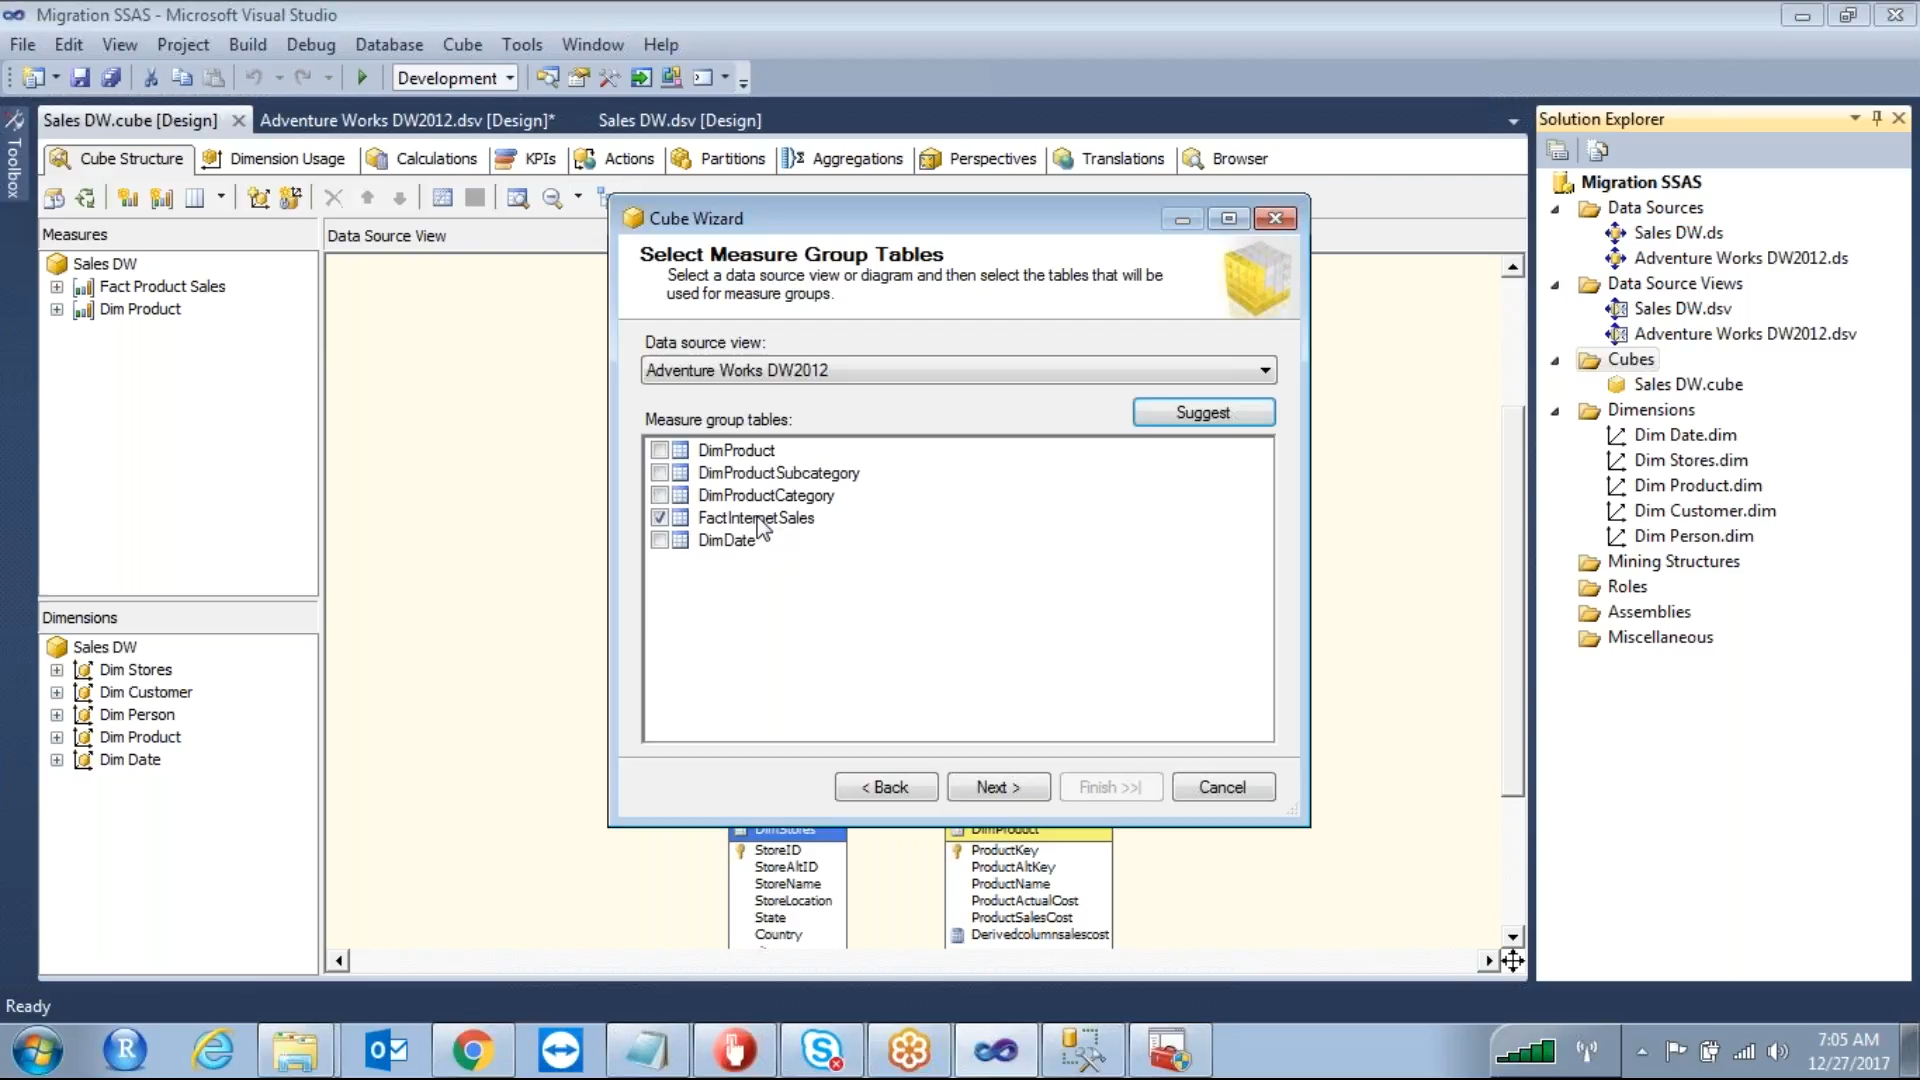 Migration SSAS - Microsoft Visual Studio
File Edit View Project Build Debug Database Cube Tools Window Help
Development
Toolbox
Sales DW.cube [Design] Adventure Works DW2012.dsv [Design]* Sales DW.dsv [Design]
Cube Structure Dimension Usage Calculations KPIs Actions Partitions Aggregations Perspectives Translations Browser
Measures
Sales DW
Fact Product Sales
Dim Product
Dimensions
Sales DW
Dim Stores
Dim Customer
Dim Person
Dim Product
Dim Date
Data Source View
Cube Wizard
Select Measure Group Tables
Select a data source view or diagram and then select the tables that will be
used for measure groups.
Data source view:
Adventure Works DW2012
Suggest
Measure group tables:
DimProduct
DimProductSubcategory
DimProductCategory
FactInternetSales
DimDate
< Back Next > Finish >>| Cancel
DimStores
StoreID
StoreAltID
StoreName
StoreLocation
State
Country
DimProduct
ProductKey
ProductAltKey
ProductName
ProductActualCost
ProductSalesCost
Derivedcolumnsalescost
Solution Explorer
Migration SSAS
Data Sources
Sales DW.ds
Adventure Works DW2012.ds
Data Source Views
Sales DW.dsv
Adventure Works DW2012.dsv
Cubes
Sales DW.cube
Dimensions
Dim Date.dim
Dim Stores.dim
Dim Product.dim
Dim Customer.dim
Dim Person.dim
Mining Structures
Roles
Assemblies
Miscellaneous
Ready
7:05 AM
12/27/2017